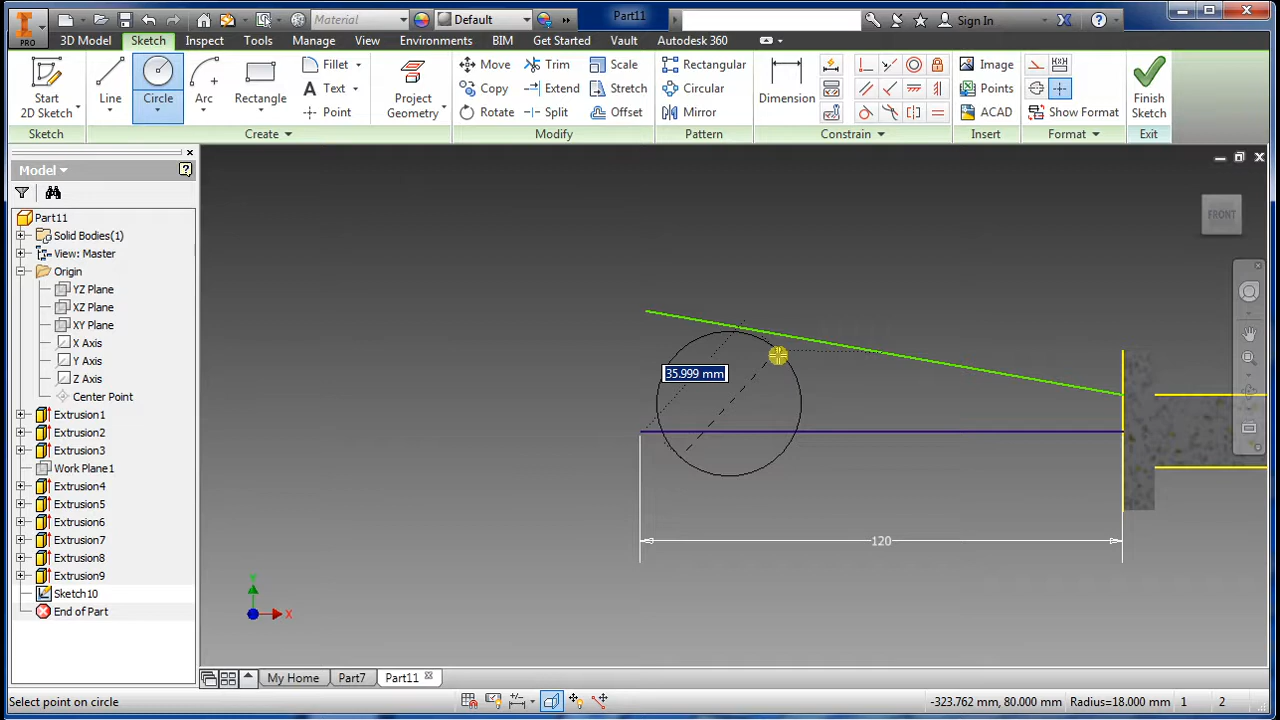 Material
Default
Part11
Sign In
PRO
3D Model
Sketch
Inspect
Tools
Manage
View
Environments
BIM
Get Started
Vault
Autodesk 360
Start
2D Sketch
Line
Circle
Arc
Rectangle
Fillet
Text
Point
Project
Geometry
Move
Copy
Rotate
Trim
Extend
Split
Scale
Stretch
Offset
Rectangular
Circular
Mirror
Dimension
Image
Points
ACAD
Show Format
Finish
Sketch
Sketch
Create
Modify
Pattern
Constrain
Insert
Format
Exit
Model
Part11
Solid Bodies(1)
View: Master
Origin
YZ Plane
XZ Plane
XY Plane
X Axis
Y Axis
Z Axis
Center Point
Extrusion1
Extrusion2
Extrusion3
Work Plane1
Extrusion4
Extrusion5
Extrusion6
Extrusion7
Extrusion8
Extrusion9
Sketch10
End of Part
FRONT
35.999 mm
120
Y
X
My Home
Part7
Part11
Select point on circle
-323.762 mm, 80.000 mm
Radius=18.000 mm
1
2